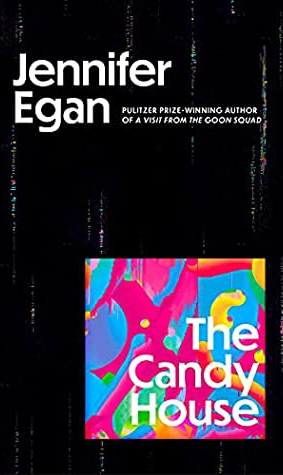 Jennifer
Egan
PULITZER PRIZE-WINNING AUTHOR
OF A VISIT FROM THE GOON SQUAD
The
Candy
House